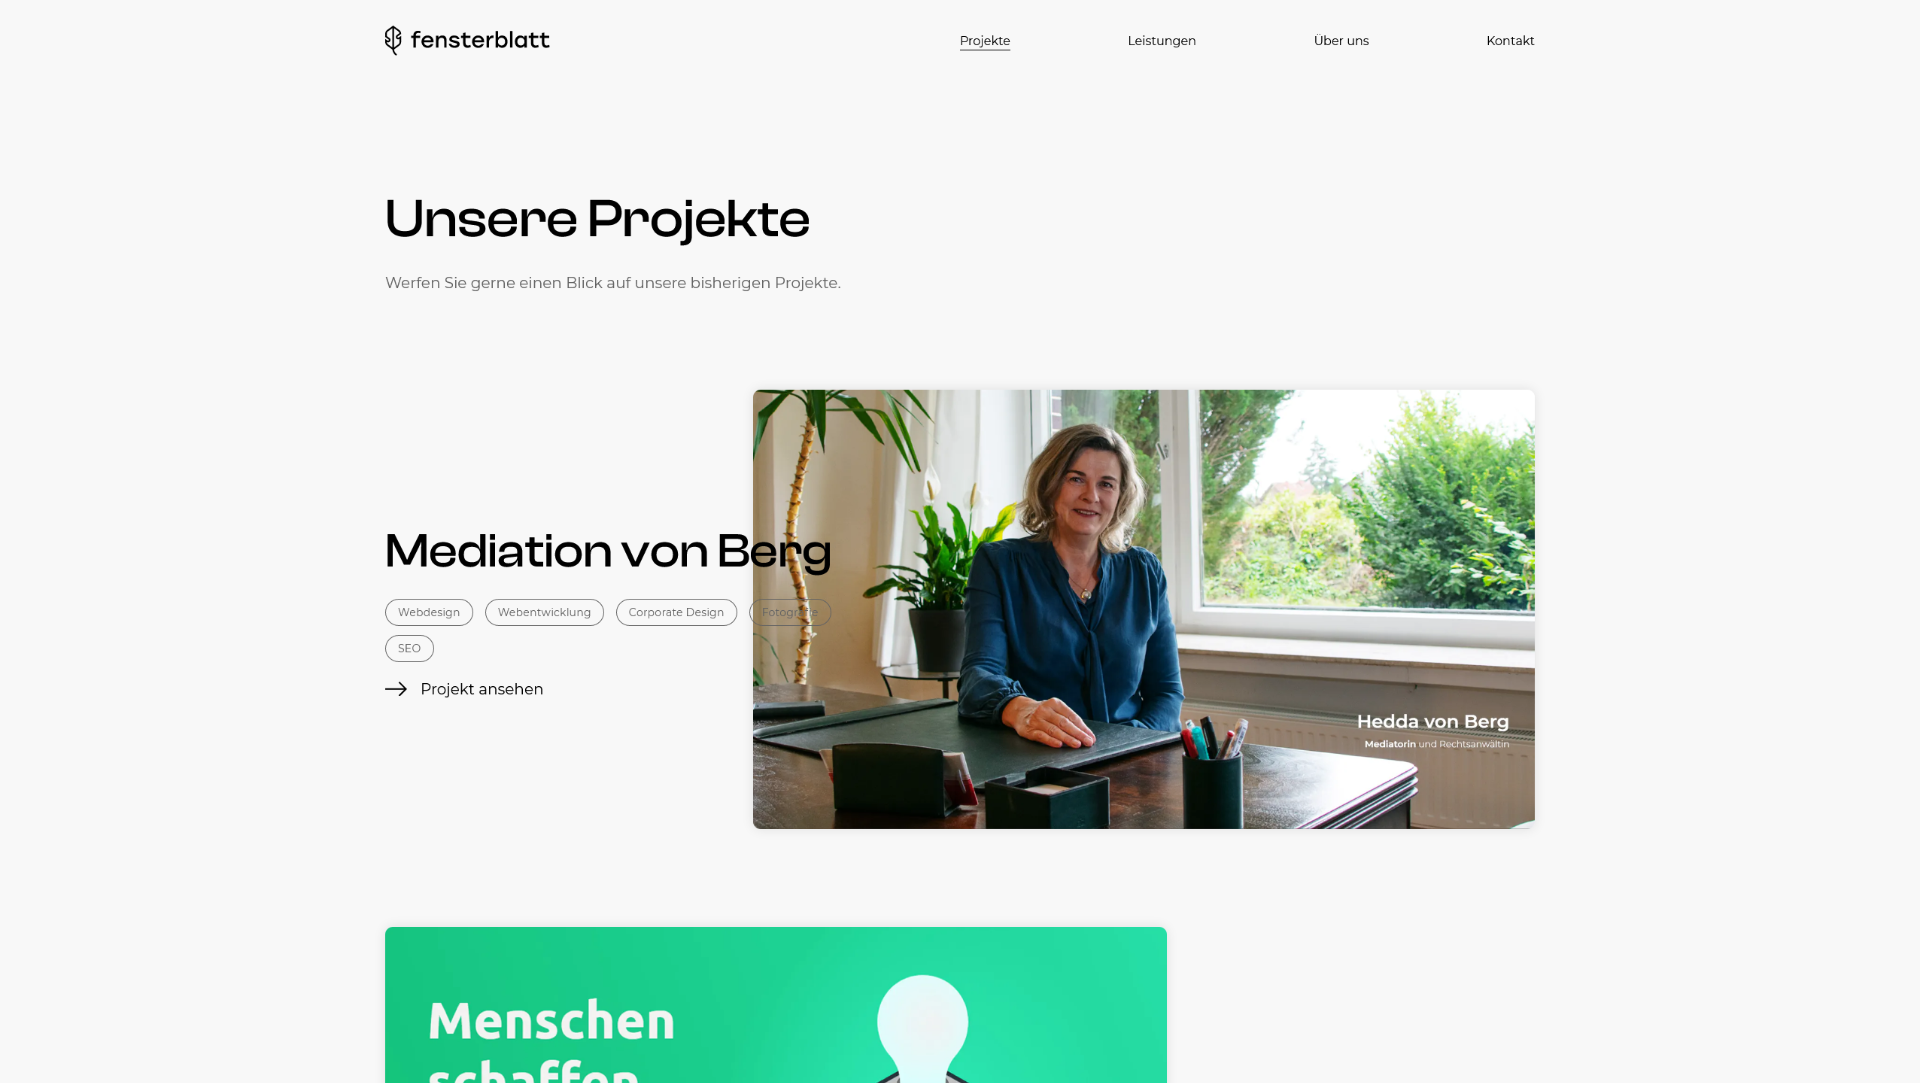 fensterblatt
Projekte
Leistungen
Über uns
Kontakt
Unsere Projekte
Werfen Sie gerne einen Blick auf unsere bisherigen Projekte.
Mediation von Berg
Webdesign
Webentwicklung
Corporate Design
Fotografie
SEO
Projekt ansehen
Hedda von Berg
Mediatorin und Rechtsanwältin
Menschen
schaffen